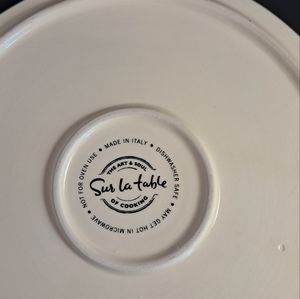 NOT FOR OVEN USE • MADE IN ITALY • DISHWASHER SAFE • MAY GET HOT IN MICROWAVE •
THE ART & SOUL
Sur la table
OF COOKING